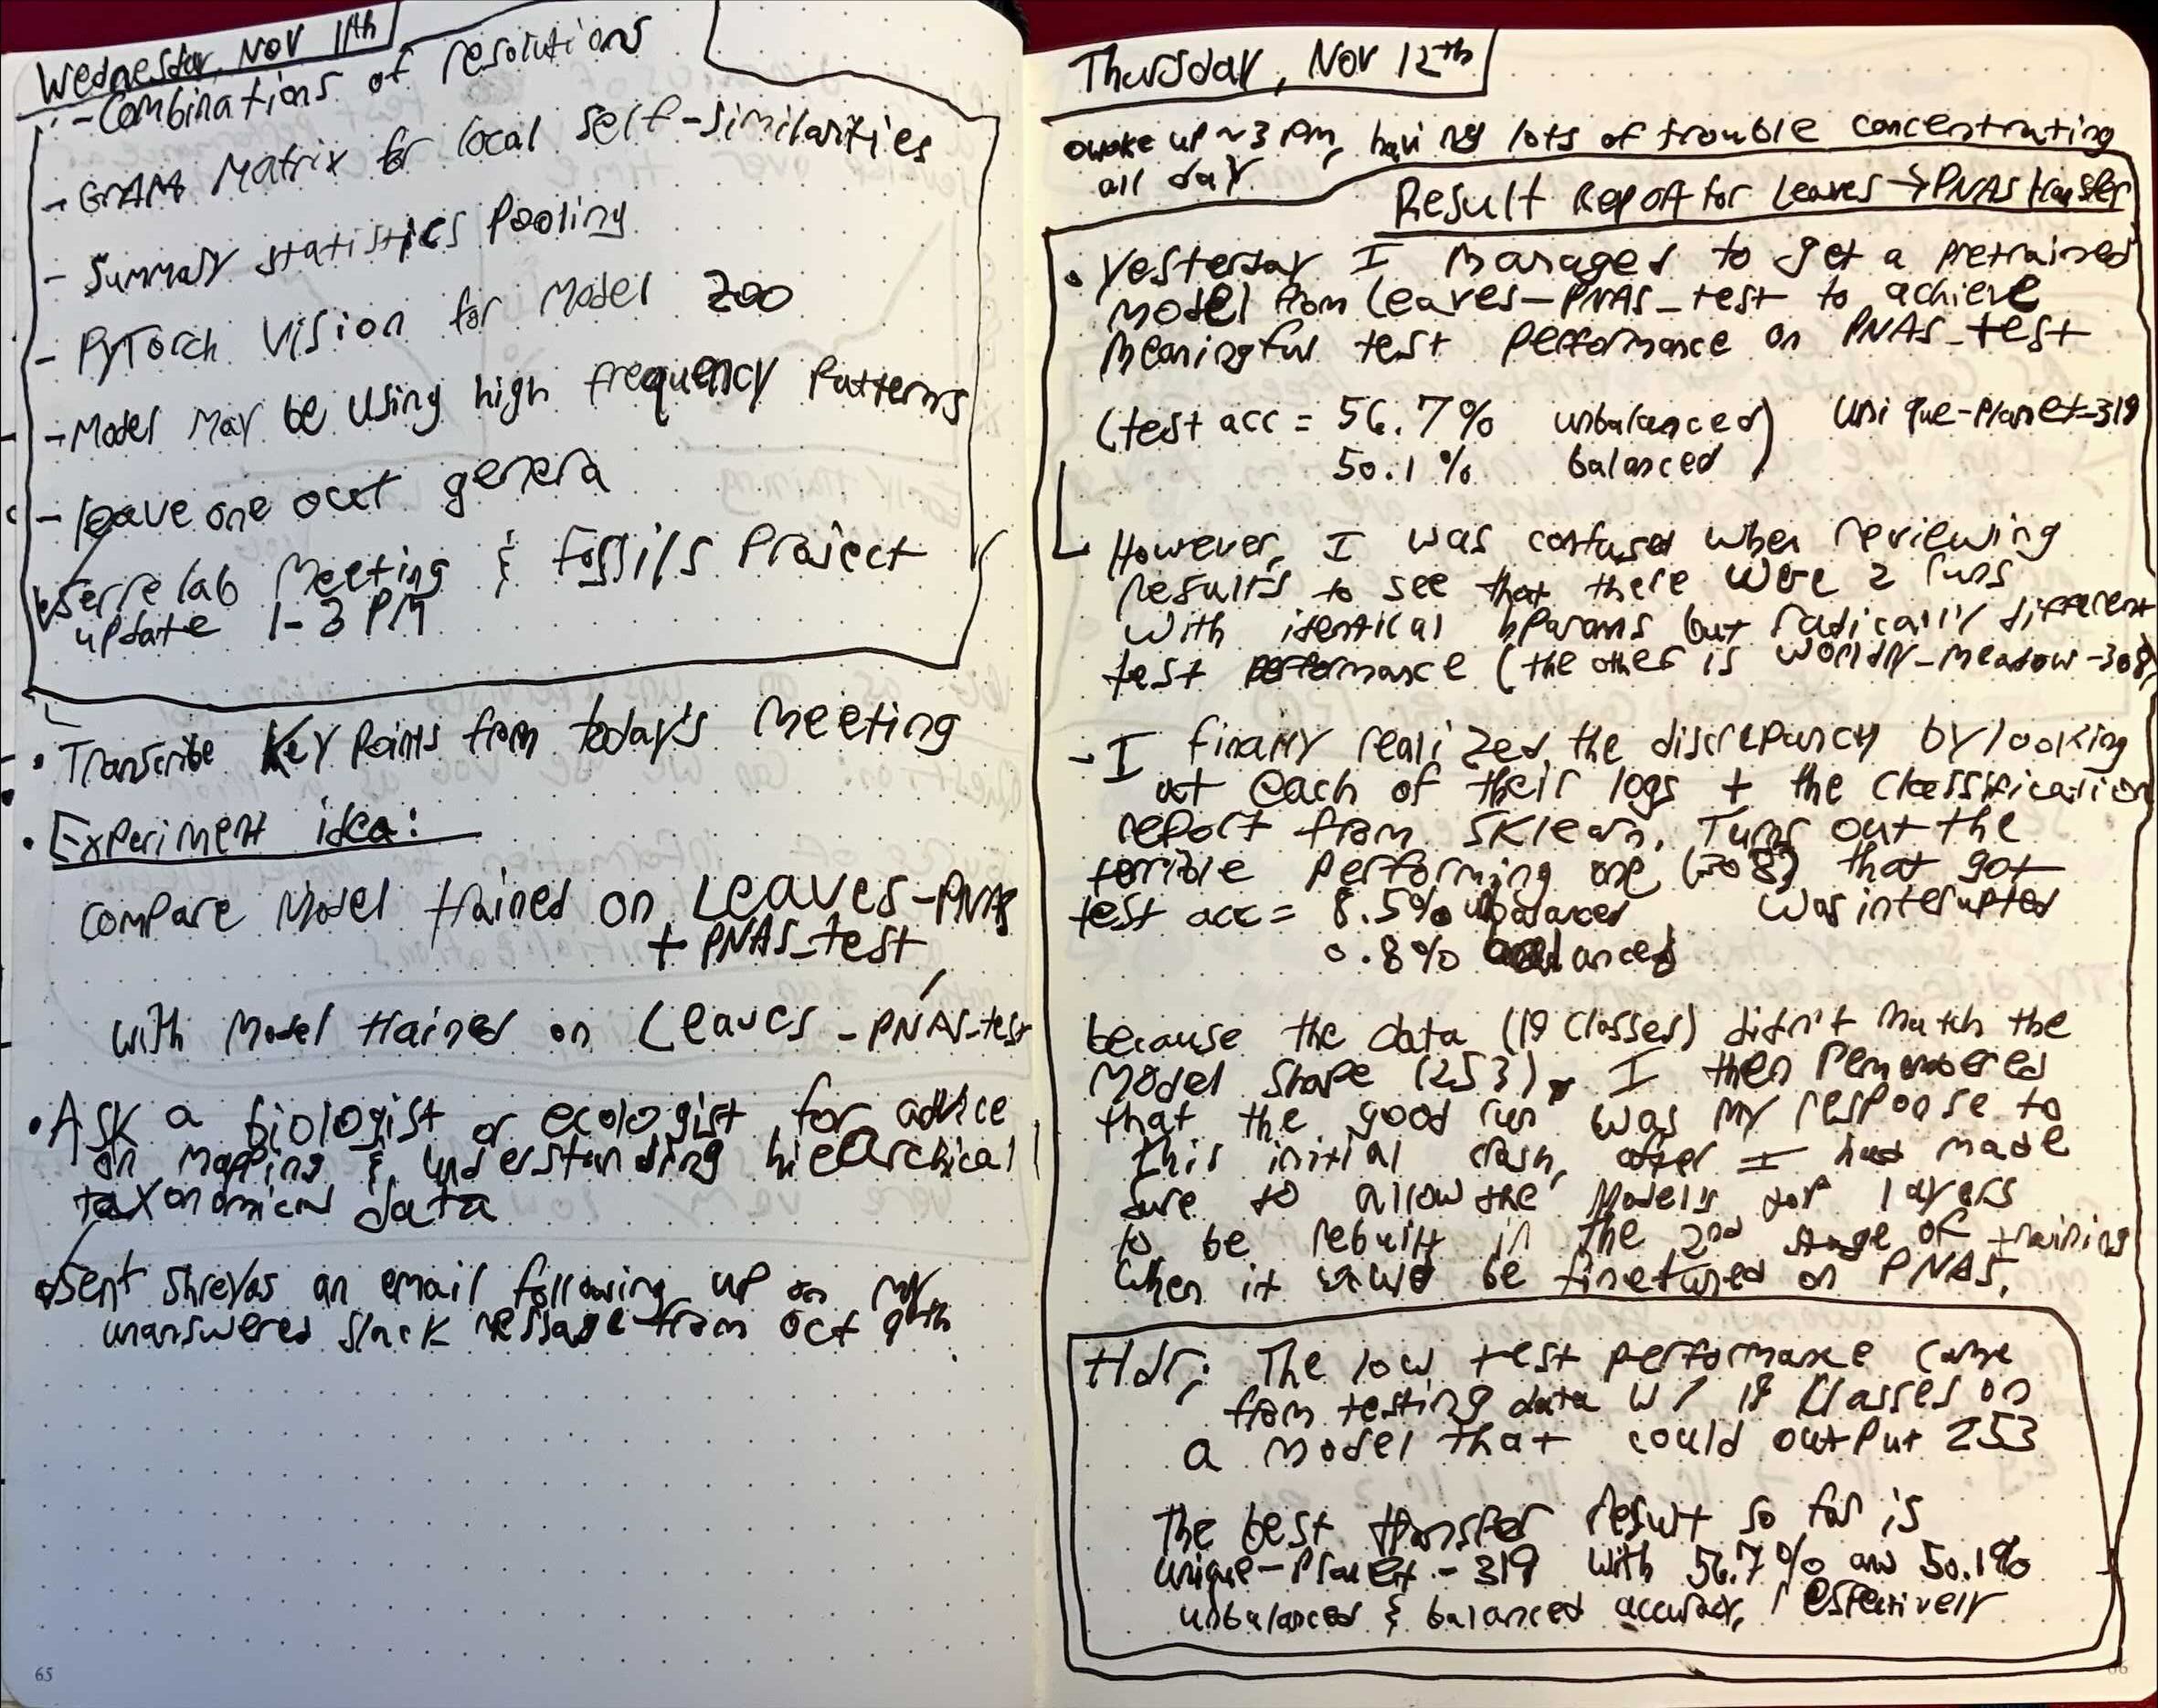 Wednesday, Nov 11th
- Combinations of resolutions
- GRAM Matrix for local self-similarities
- Summary statistics Pooling
- PyTorch Vision for Model Zoo
- Model May be using high frequency Patterns
- leave one out genera
Serre lab Meeting & Fossils Project
update 1-3 PM
• Transcribe Key Points from today's Meeting
• Experiment idea:
Compare Model trained on Leaves-PNAS
+ PNAS_test
with Model trained on Leaves-PNAS_test
• Ask a biologist or ecologist for advice
on mapping & understanding hierarchical
taxonomical data
Sent Shreyas an email following up on my
unanswered slack message from Oct 9th.
65
Thursday, Nov 12th
awoke up ~3 PM, having lots of trouble concentrating
all day
Result Report for Leaves → PNAS transfer
• Yesterday I managed to get a pretrained
model from Leaves-PNAS_test to achieve
meaningful test performance on PNAS_test
(test acc = 56.7% unbalanced) unique-planet-319
50.1% balanced
However, I was confused when reviewing
results to see that there were 2 runs
with identical hparams but radically different
test performance (the other is worldly-meadow-308)
- I finally realized the discrepancy by looking
at each of their logs + the classification
report from sklearn. Turns out the
terrible performing one (308) that got
test acc = 8.5% unbalanced was interupted
0.8% balanced
because the data (19 classes) didn't match the
model shape (253). I then remembered
that the "good run" was my response to
this initial crash, after I had made
sure to allow the model's top layers
to be rebuilt in the 2nd stage of training
when it would be finetuned on PNAS.
tldr; The low test performance came
from testing data w/ 19 classes on
a model that could output 253
The best transfer result so far is
unique-planet-319 with 56.7% and 50.1%
unbalanced & balanced accuracy, respectively
66